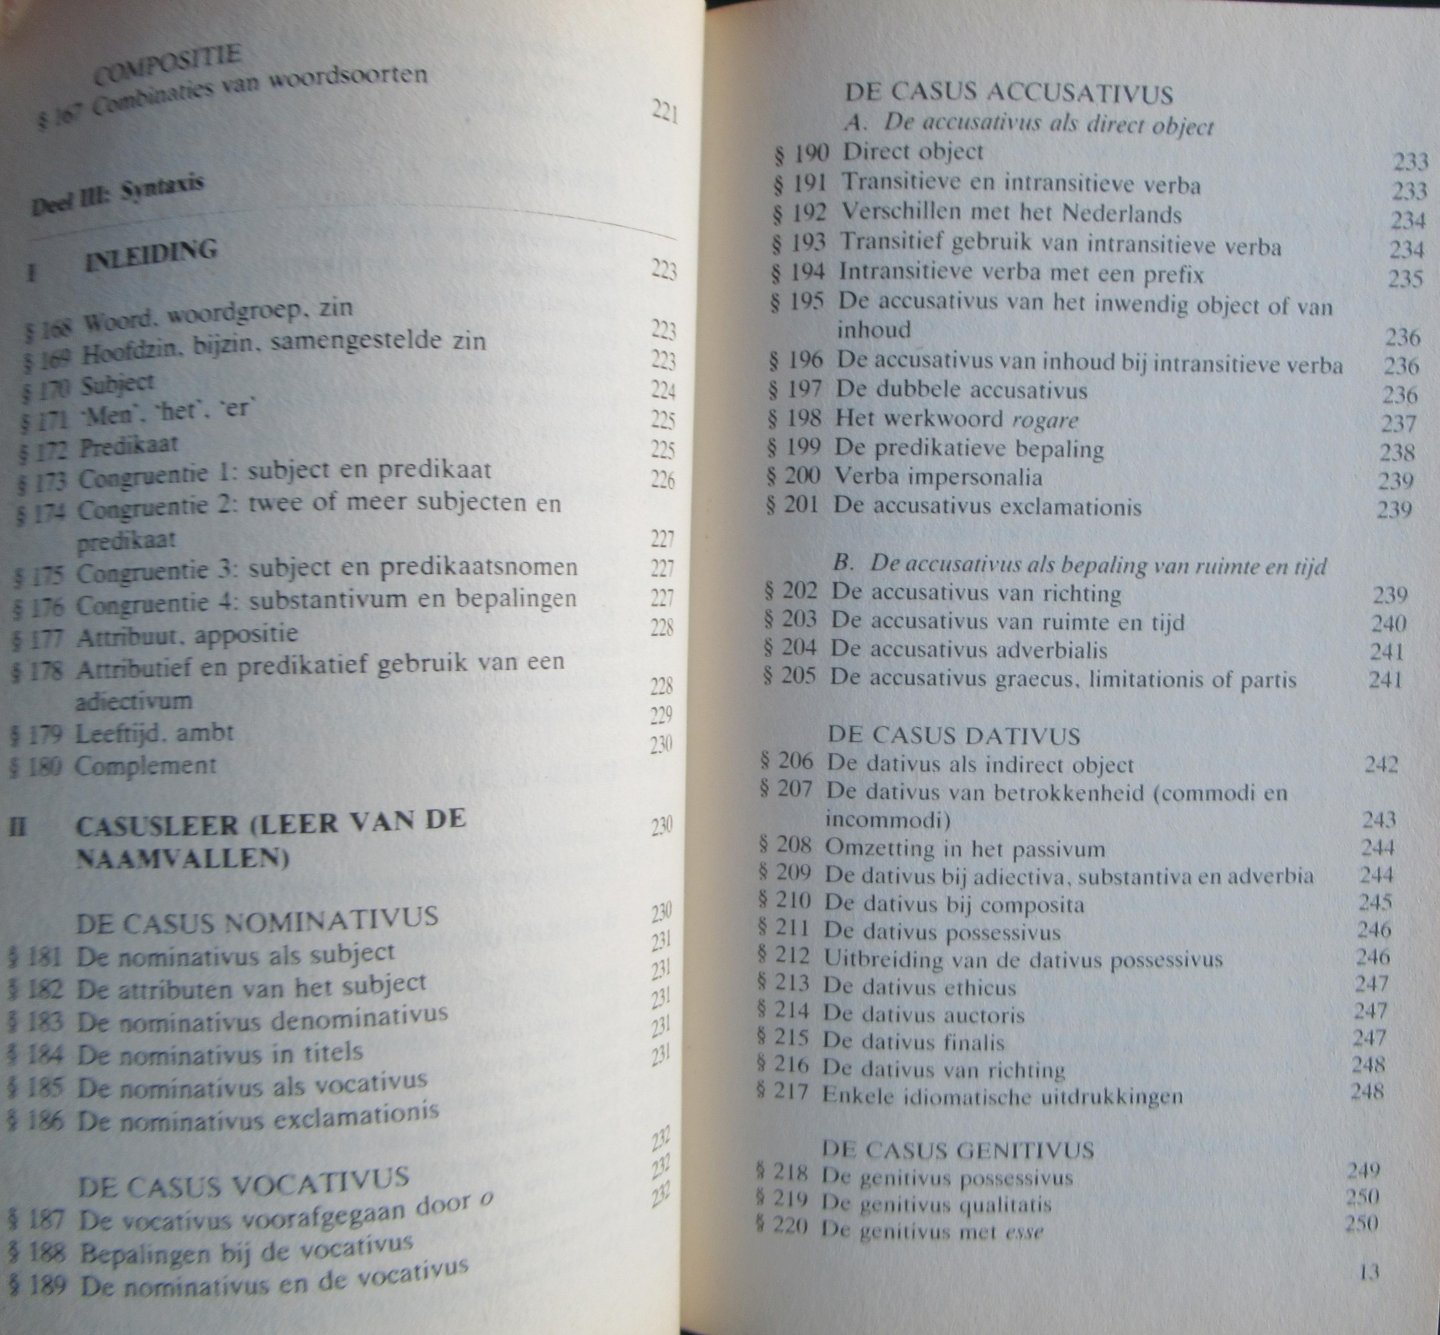 COMPOSITIE
§ 167 Combinaties van woordsoorten 221
Deel III: Syntaxis
I INLEIDING 223
§ 168 Woord, woordgroep, zin 223
§ 169 Hoofdzin, bijzin, samengestelde zin 223
§ 170 Subject 224
§ 171 ‘Men’, ‘het’, ‘er’ 225
§ 172 Predikaat 225
§ 173 Congruentie 1: subject en predikaat 226
§ 174 Congruentie 2: twee of meer subjecten en
predikaat 227
§ 175 Congruentie 3: subject en predikaatsnomen 227
§ 176 Congruentie 4: substantivum en bepalingen 227
§ 177 Attribuut, appositie 228
§ 178 Attributief en predikatief gebruik van een
adiectivum 228
§ 179 Leeftijd, ambt 229
§ 180 Complement 230
II CASUSLEER (LEER VAN DE 230
NAAMVALLEN)
DE CASUS NOMINATIVUS
§ 181 De nominativus als subject 230
§ 182 De attributen van het subject 231
§ 183 De nominativus denominativus 231
§ 184 De nominativus in titels 231
§ 185 De nominativus als vocativus 231
§ 186 De nominativus exclamationis 231
DE CASUS VOCATIVUS
§ 187 De vocativus voorafgegaan door o 232
§ 188 Bepalingen bij de vocativus 232
§ 189 De nominativus en de vocativus 232
DE CASUS ACCUSATIVUS
A. De accusativus als direct object
§ 190 Direct object 233
§ 191 Transitieve en intransitieve verba 233
§ 192 Verschillen met het Nederlands 234
§ 193 Transitief gebruik van intransitieve verba 234
§ 194 Intransitieve verba met een prefix 235
§ 195 De accusativus van het inwendig object of van
inhoud 236
§ 196 De accusativus van inhoud bij intransitieve verba 236
§ 197 De dubbele accusativus 236
§ 198 Het werkwoord rogare 237
§ 199 De predikatieve bepaling 238
§ 200 Verba impersonalia 239
§ 201 De accusativus exclamationis 239
B. De accusativus als bepaling van ruimte en tijd
§ 202 De accusativus van richting 239
§ 203 De accusativus van ruimte en tijd 240
§ 204 De accusativus adverbialis 241
§ 205 De accusativus graecus, limitationis of partis 241
DE CASUS DATIVUS
§ 206 De dativus als indirect object 242
§ 207 De dativus van betrokkenheid (commodi en
incommodi) 243
§ 208 Omzetting in het passivum 244
§ 209 De dativus bij adiectiva, substantiva en adverbia 244
§ 210 De dativus bij composita 245
§ 211 De dativus possessivus 246
§ 212 Uitbreiding van de dativus possessivus 246
§ 213 De dativus ethicus 247
§ 214 De dativus auctoris 247
§ 215 De dativus finalis 247
§ 216 De dativus van richting 248
§ 217 Enkele idiomatische uitdrukkingen 248
DE CASUS GENITIVUS
§ 218 De genitivus possessivus 249
§ 219 De genitivus qualitatis 250
§ 220 De genitivus met esse 250
13